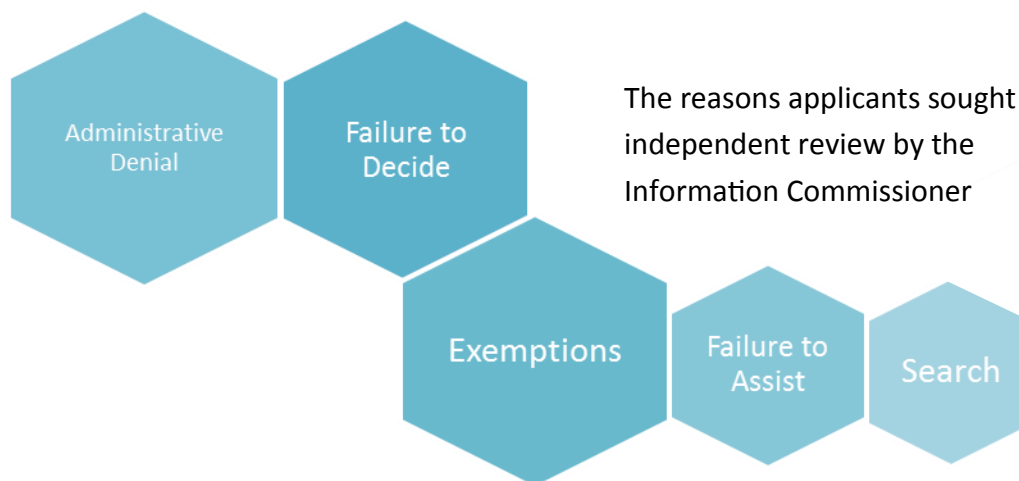 Administrative
Denial
Failure to
Decide
The reasons applicants sought
independent review by the
Information Commissioner
Exemptions
Failure to
Assist
Search